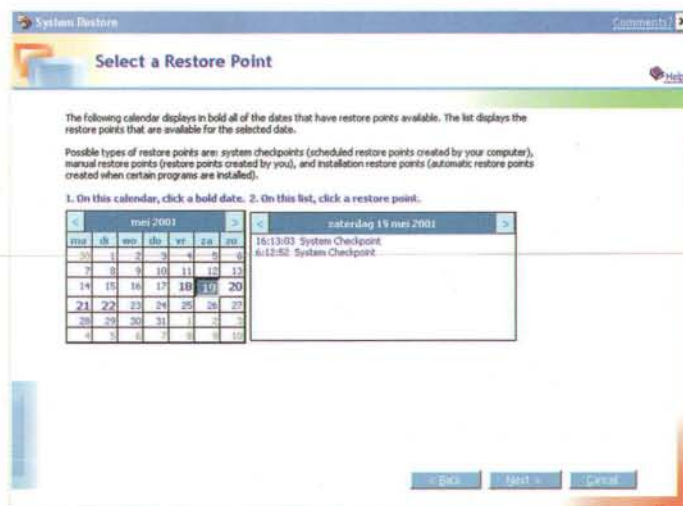 System Restore
Comments?
Select a Restore Point
Help
The following calendar displays in bold all of the dates that have restore points available. The list displays the
restore points that are available for the selected date.
Possible types of restore points are: system checkpoints (scheduled restore points created by your computer),
manual restore points (restore points created by you), and installation restore points (automatic restore points
created when certain programs are installed).
1. On this calendar, click a bold date. 2. On this list, click a restore point.
< mei 2001 >
< zaterdag 19 mei 2001 >
ma di wo do vr za zo
16:13:03 System Checkpoint
30 1 2 3 4 5 6
6:12:52 System Checkpoint
7 8 9 10 11 12 13
14 15 16 17 18 19 20
21 22 23 24 25 26 27
28 29 30 31 1 2 3
4 5 6 7 8 9 10
< Back
Next >
Cancel